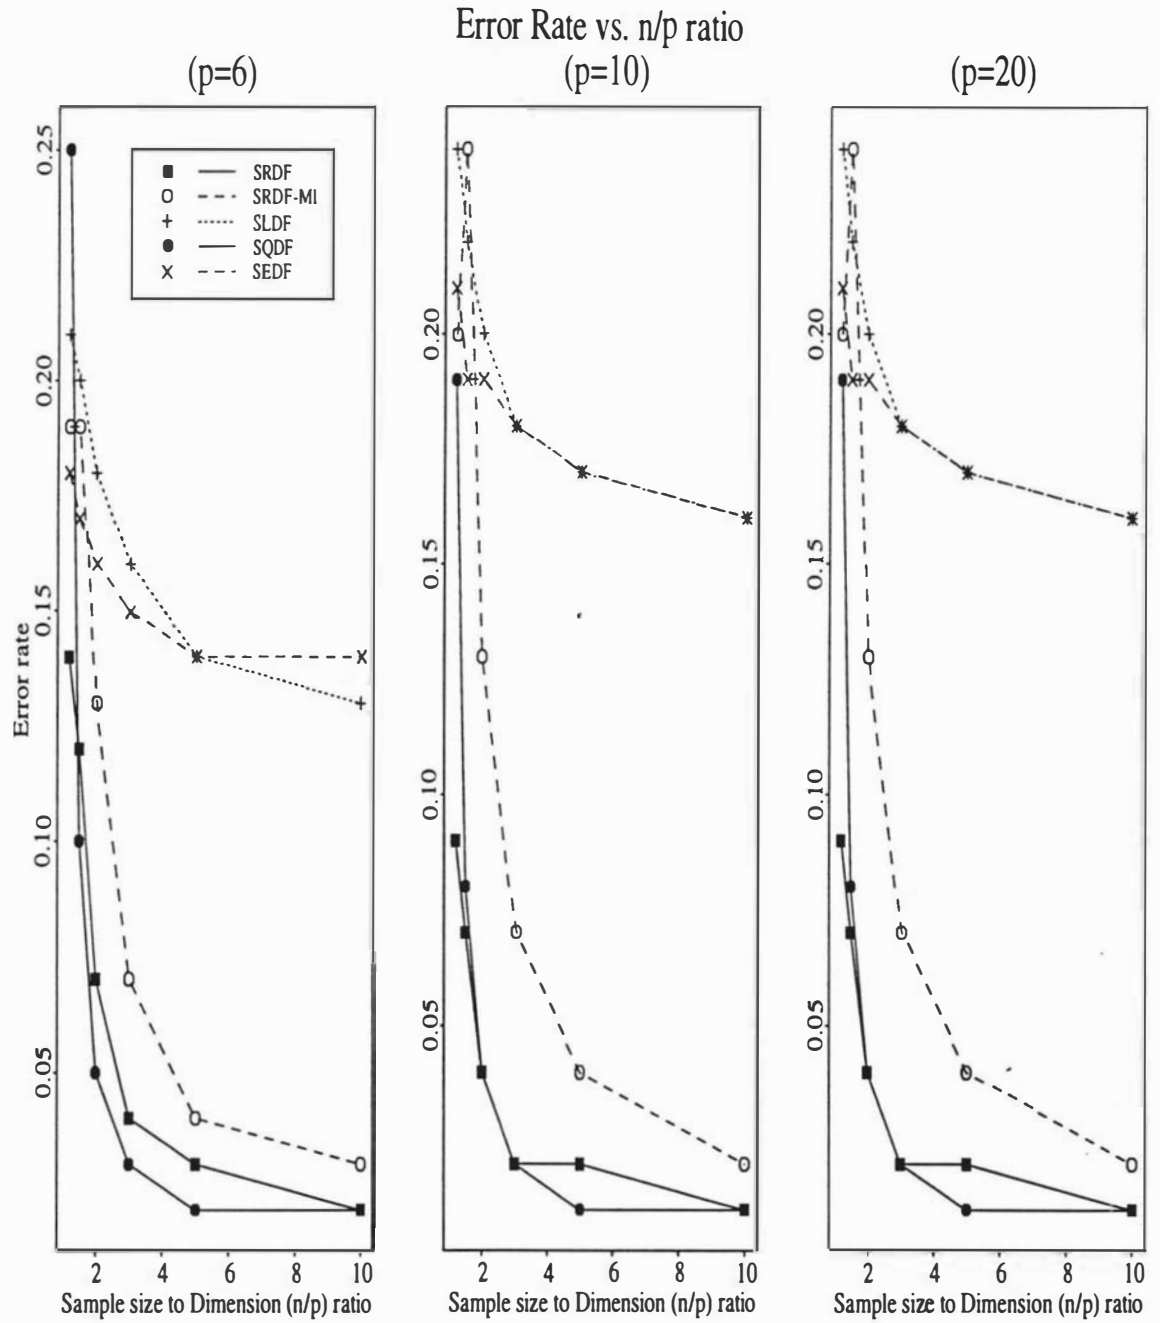 Error Rate vs. n/p ratio
(p=6)
(p=10)
(p=20)
SRDF
SRDF-M1
SLDF
SQDF
SEDF
Error rate
0.25
0.20
0.15
0.10
0.05
2 4 6 8 10
Sample size to Dimension (n/p) ratio
0.20
0.15
0.10
0.05
2 4 6 8 10
Sample size to Dimension (n/p) ratio
0.20
0.15
0.10
0.05
2 4 6 8 10
Sample size to Dimension (n/p) ratio